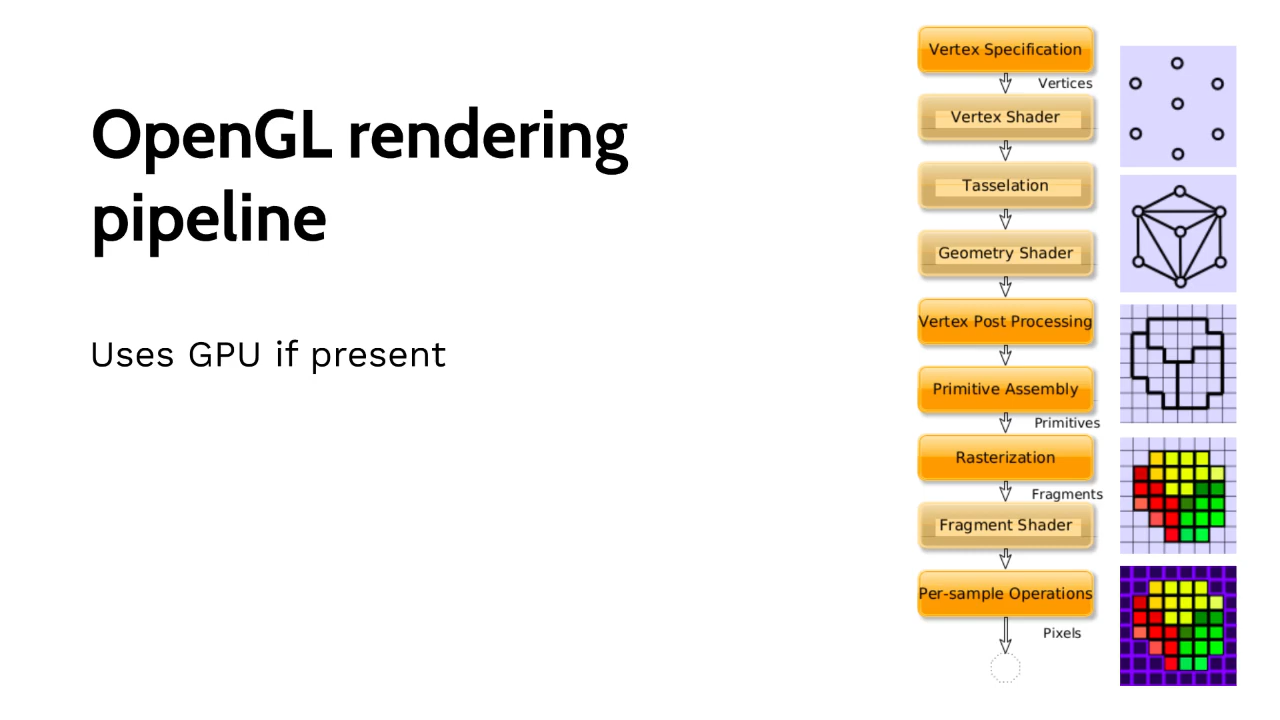 OpenGL rendering
pipeline
Uses GPU if present
Vertex Specification
Vertices
Vertex Shader
Tasselation
Geometry Shader
Vertex Post Processing
Primitive Assembly
Primitives
Rasterization
Fragments
Fragment Shader
Per-sample Operations
Pixels